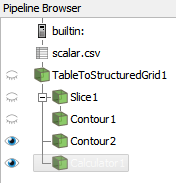 Pipeline Browser
builtin:
scalar.csv
TableToStructuredGrid1
Slice1
Contour1
Contour2
Calculator1